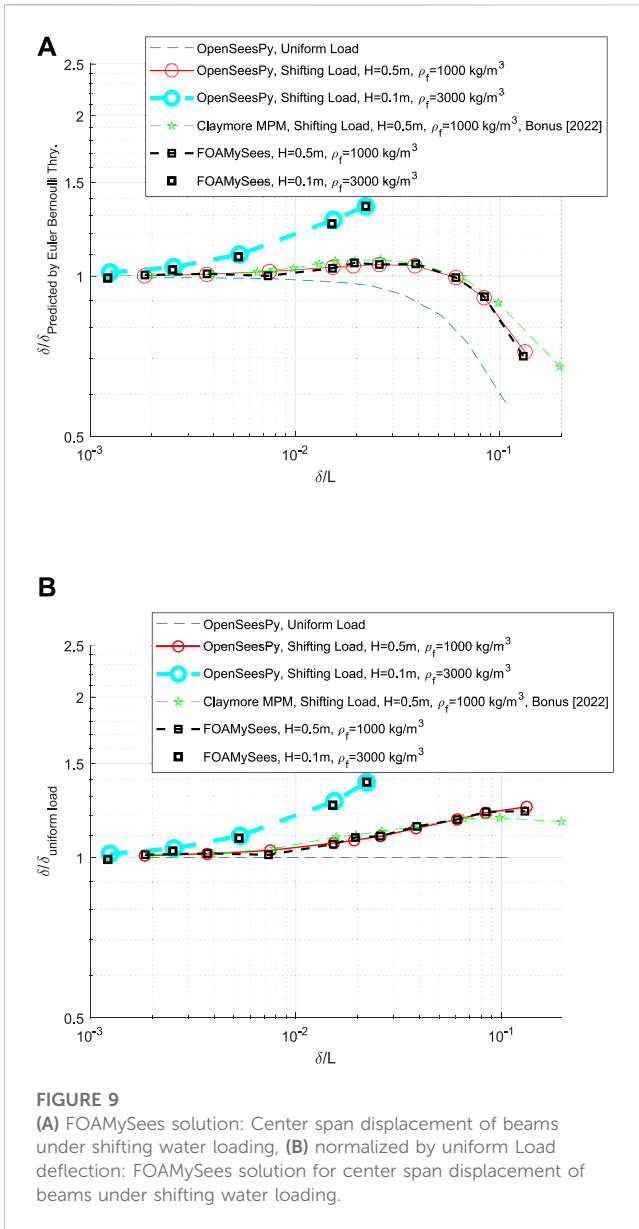 A
OpenSeesPy, Uniform Load
OpenSeesPy, Shifting Load, H=0.5m, ρf=1000 kg/m³
OpenSeesPy, Shifting Load, H=0.1m, ρf=3000 kg/m³
Claymore MPM, Shifting Load, H=0.5m, ρf=1000 kg/m³, Bonus [2022]
FOAMySees, H=0.5m, ρf=1000 kg/m³
FOAMySees, H=0.1m, ρf=3000 kg/m³
2.5
2
1.5
1
0.5
δ/δPredicted by Euler Bernoulli Thry.
10⁻³
10⁻²
10⁻¹
δ/L
B
OpenSeesPy, Uniform Load
OpenSeesPy, Shifting Load, H=0.5m, ρf=1000 kg/m³
OpenSeesPy, Shifting Load, H=0.1m, ρf=3000 kg/m³
Claymore MPM, Shifting Load, H=0.5m, ρf=1000 kg/m³, Bonus [2022]
FOAMySees, H=0.5m, ρf=1000 kg/m³
FOAMySees, H=0.1m, ρf=3000 kg/m³
2.5
2
1.5
1
0.5
δ/δuniform load
10⁻³
10⁻²
10⁻¹
δ/L
FIGURE 9
(A) FOAMySees solution: Center span displacement of beams
under shifting water loading, (B) normalized by uniform Load
deflection: FOAMySees solution for center span displacement of
beams under shifting water loading.